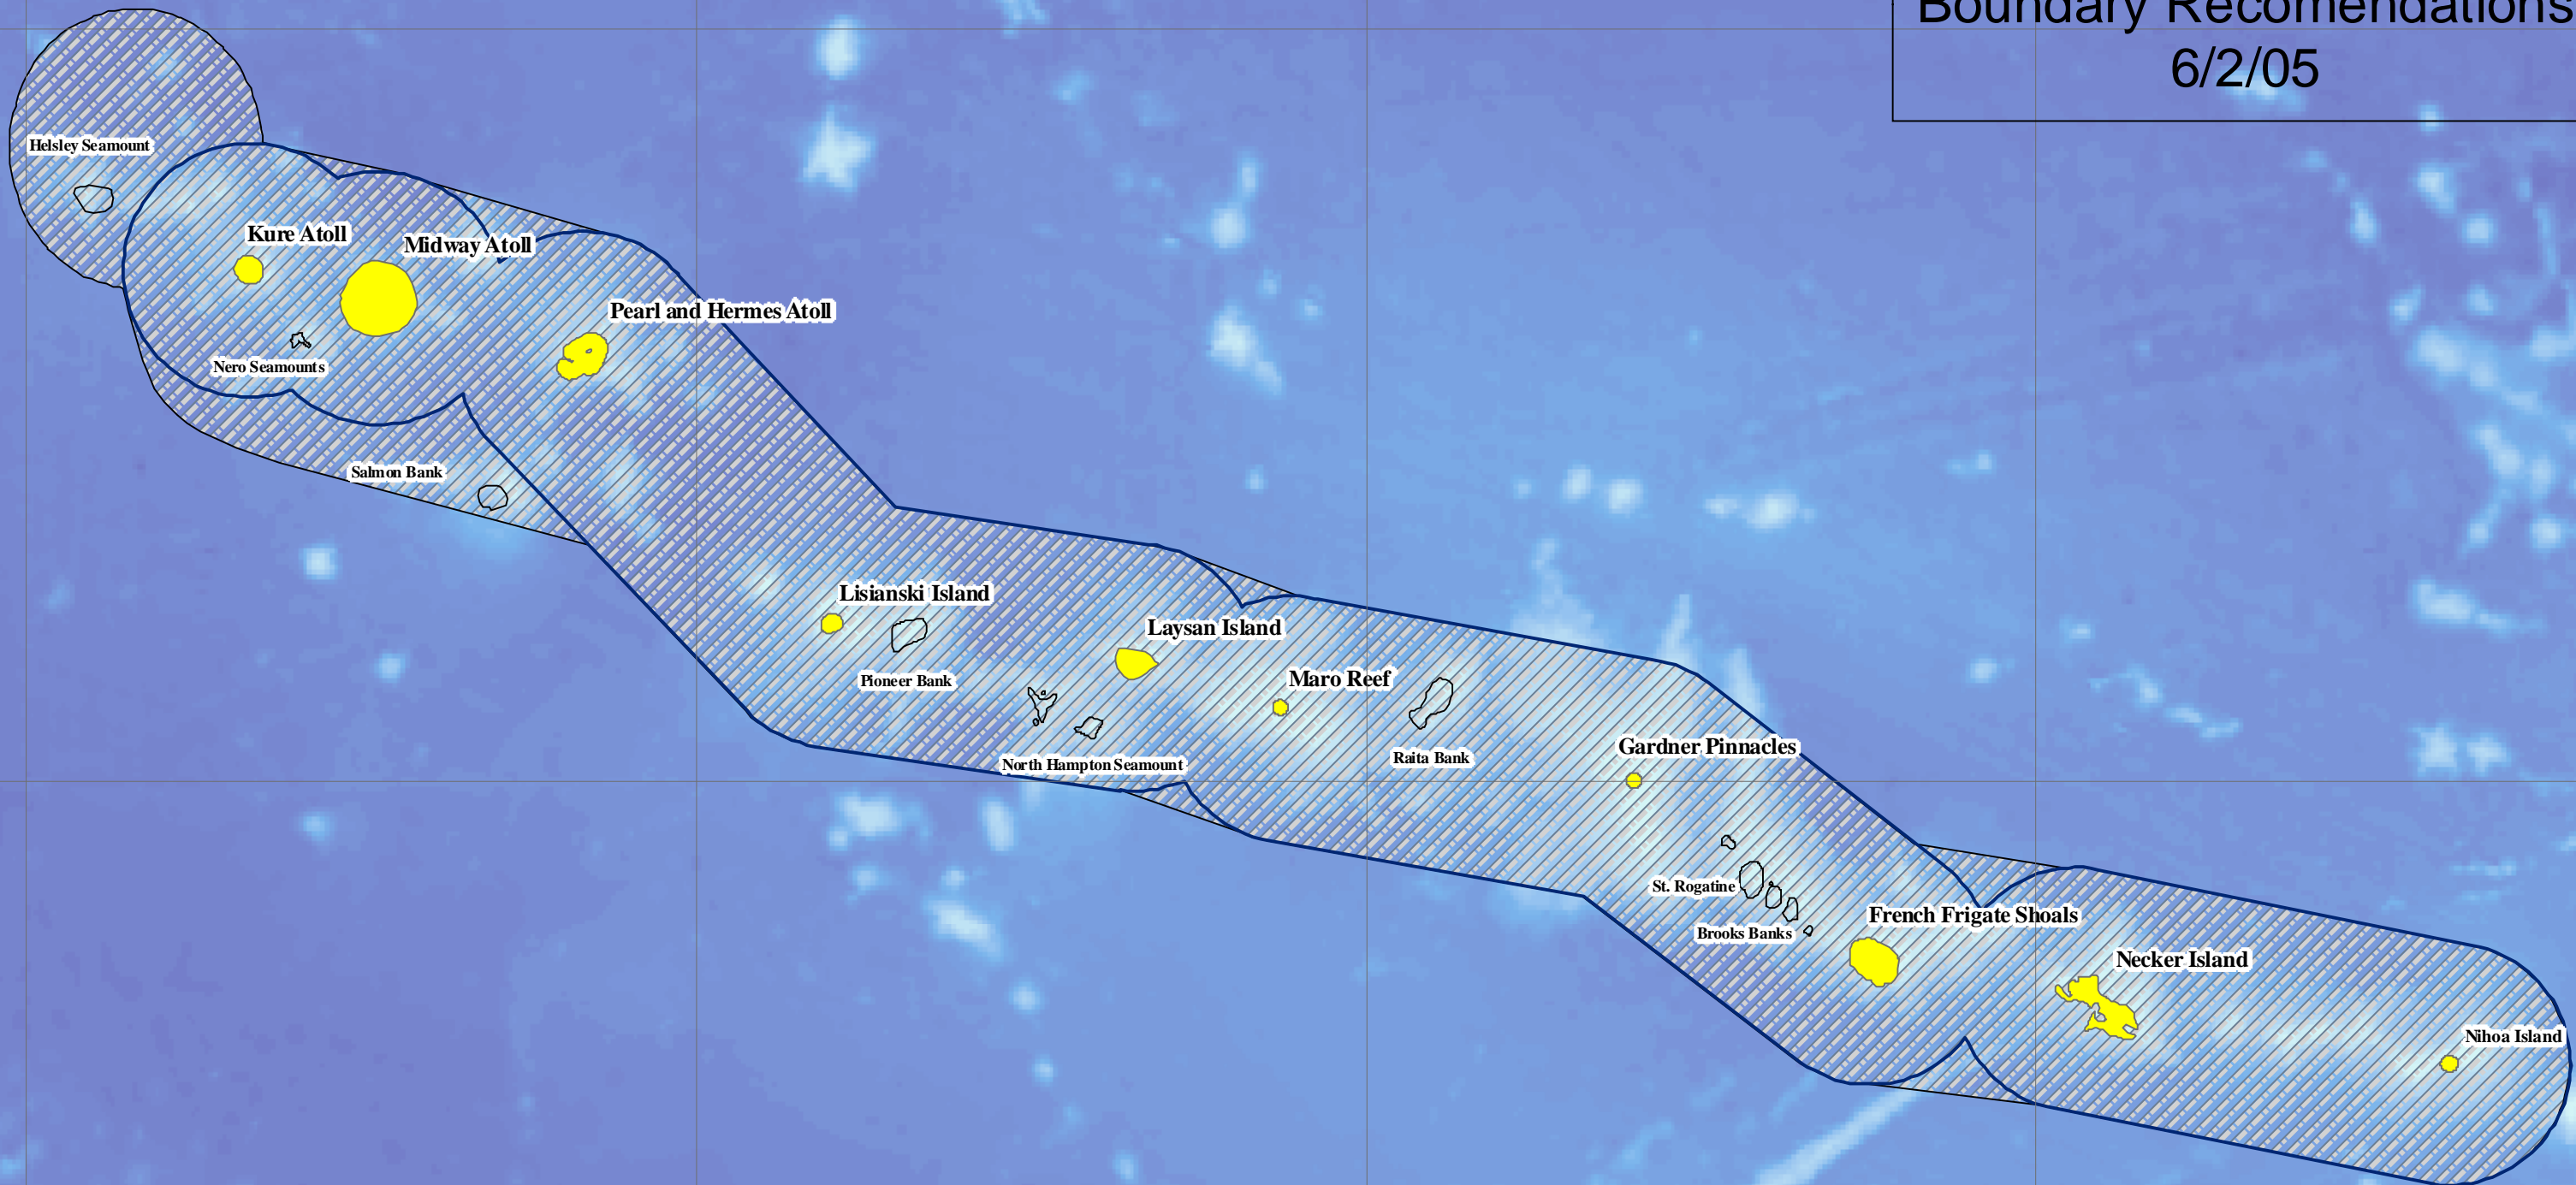 Boundary Recomendations
6/2/05
Helsley Seamount
Kure Atoll
Midway Atoll
Pearl and Hermes Atoll
Nero Seamounts
Salmon Bank
Lisianski Island
Laysan Island
Pioneer Bank
Maro Reef
North Hampton Seamount
Raita Bank
Gardner Pinnacles
St. Rogatine
French Frigate Shoals
Brooks Banks
Necker Island
Nihoa Island